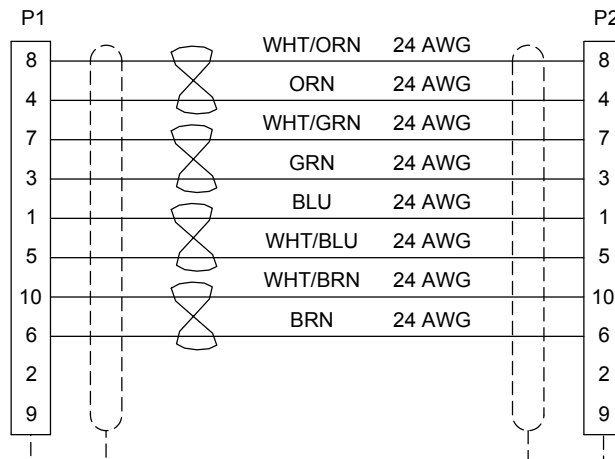 P1 P2
8 WHT/ORN 24 AWG 8
4 ORN 24 AWG 4
7 WHT/GRN 24 AWG 7
3 GRN 24 AWG 3
1 BLU 24 AWG 1
5 WHT/BLU 24 AWG 5
10 WHT/BRN 24 AWG 10
6 BRN 24 AWG 6
2 2
9 9